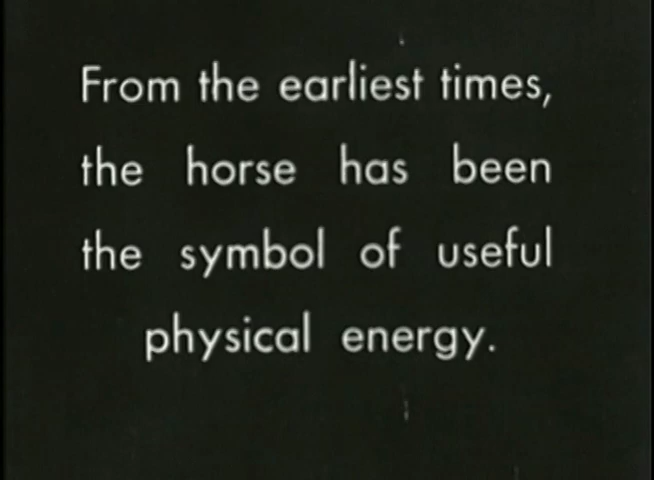 From the earliest times,
the horse has been
the symbol of useful
physical energy.